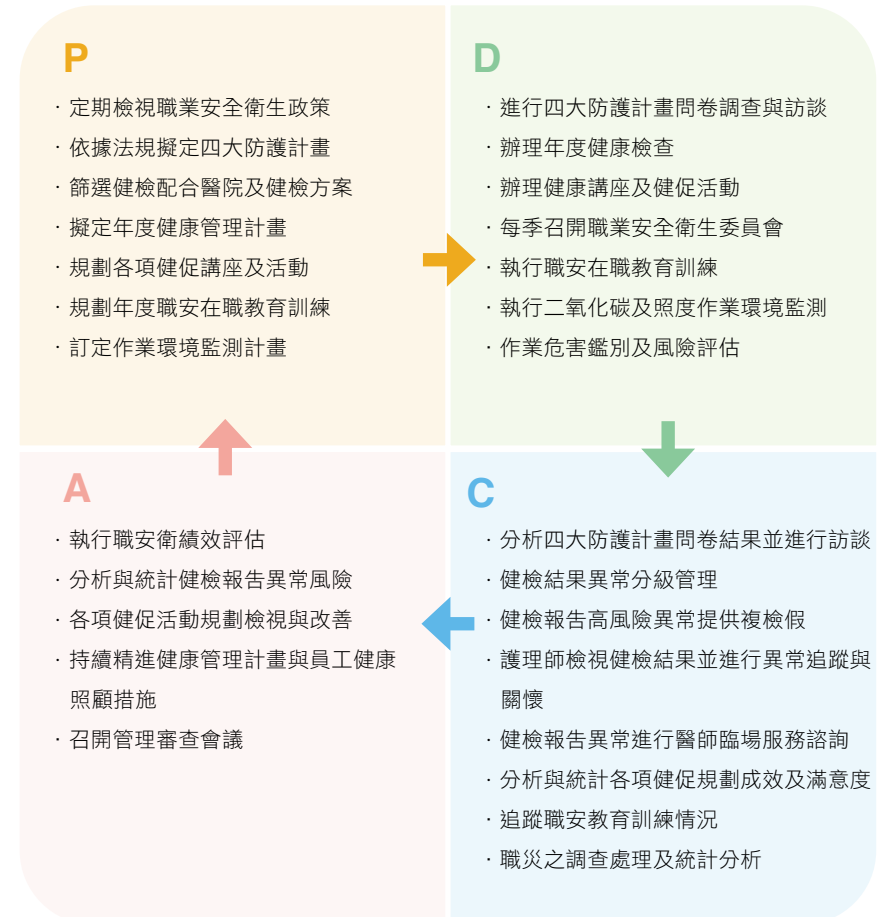 P
· 定期檢視職業安全衛生政策
· 依據法規擬定四大防護計畫
· 篩選健檢配合醫院及健檢方案
· 擬定年度健康管理計畫
· 規劃各項健促講座及活動
· 規劃年度職安在職教育訓練
· 訂定作業環境監測計畫
D
· 進行四大防護計畫問卷調查與訪談
· 辦理年度健康檢查
· 辦理健康講座及健促活動
· 每季召開職業安全衛生委員會
· 執行職安在職教育訓練
· 執行二氧化碳及照度作業環境監測
· 作業危害鑑別及風險評估
A
· 執行職安衛績效評估
· 分析與統計健檢報告異常風險
· 各項健促活動規劃檢視與改善
· 持續精進健康管理計畫與員工健康
照顧措施
· 召開管理審查會議
C
· 分析四大防護計畫問卷結果並進行訪談
· 健檢結果異常分級管理
· 健檢報告高風險異常提供複檢假
· 護理師檢視健檢結果並進行異常追蹤與
關懷
· 健檢報告異常進行醫師臨場服務諮詢
· 分析與統計各項健促規劃成效及滿意度
· 追蹤職安教育訓練情況
· 職災之調查處理及統計分析